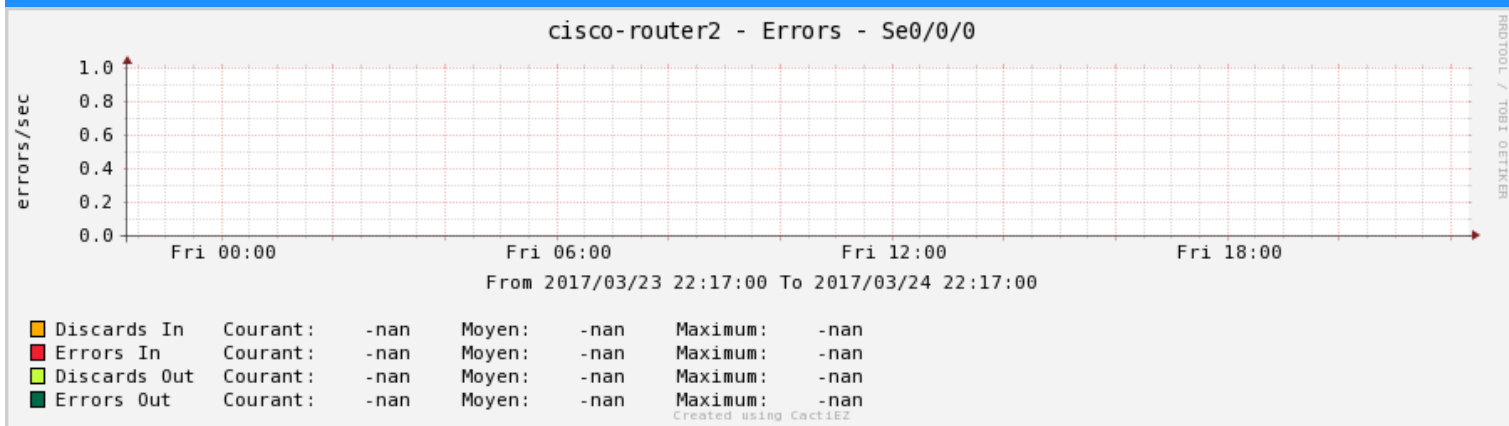 cisco-router2 - Errors - Se0/0/0
RRDTOOL / TOBI OETIKER
errors/sec
1.0
0.8
0.6
0.4
0.2
0.0
Fri 00:00 Fri 06:00 Fri 12:00 Fri 18:00
From 2017/03/23 22:17:00 To 2017/03/24 22:17:00
Discards In Courant: -nan Moyen: -nan Maximum: -nan
Errors In Courant: -nan Moyen: -nan Maximum: -nan
Discards Out Courant: -nan Moyen: -nan Maximum: -nan
Errors Out Courant: -nan Moyen: -nan Maximum: -nan
Created using CactiEZ